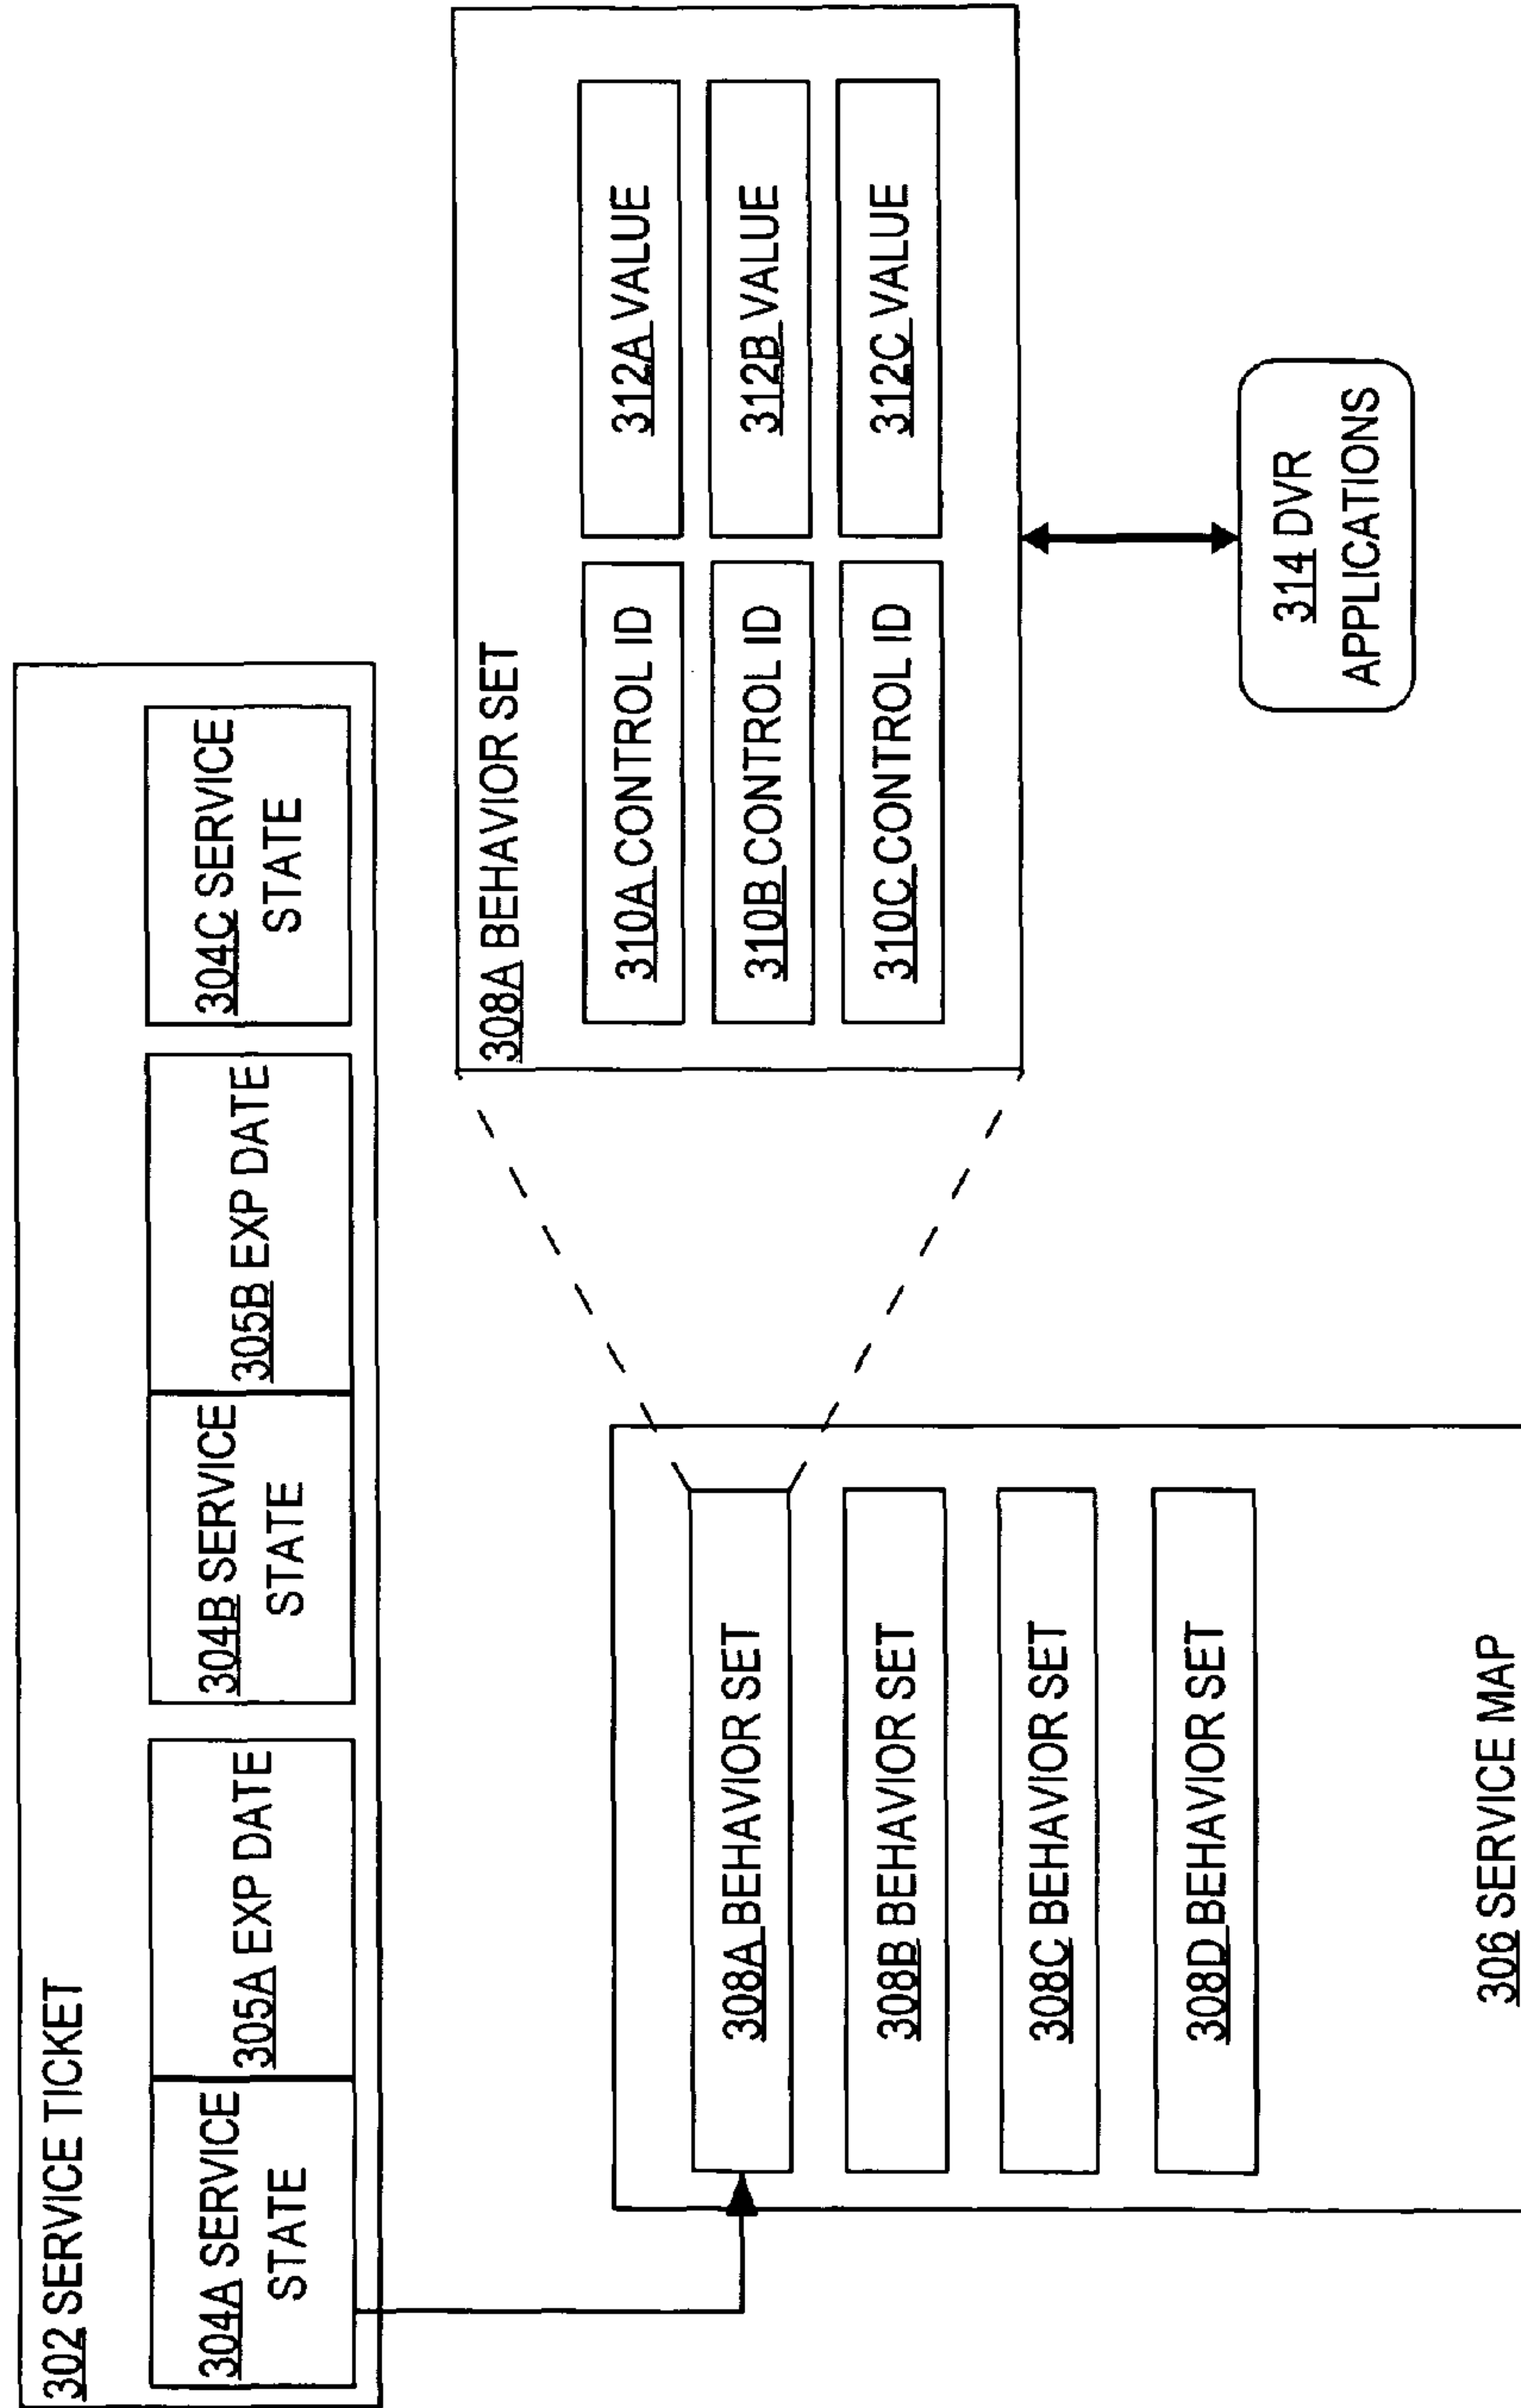 302 SERVICE TICKET
304A SERVICE
STATE
305A EXP DATE
304B SERVICE
STATE
305B EXP DATE
304C SERVICE
STATE
308A BEHAVIOR SET
308B BEHAVIOR SET
308C BEHAVIOR SET
308D BEHAVIOR SET
306 SERVICE MAP
308A BEHAVIOR SET
310A CONTROL ID
312A VALUE
310B CONTROL ID
312B VALUE
310C CONTROL ID
312C VALUE
314 DVR
APPLICATIONS